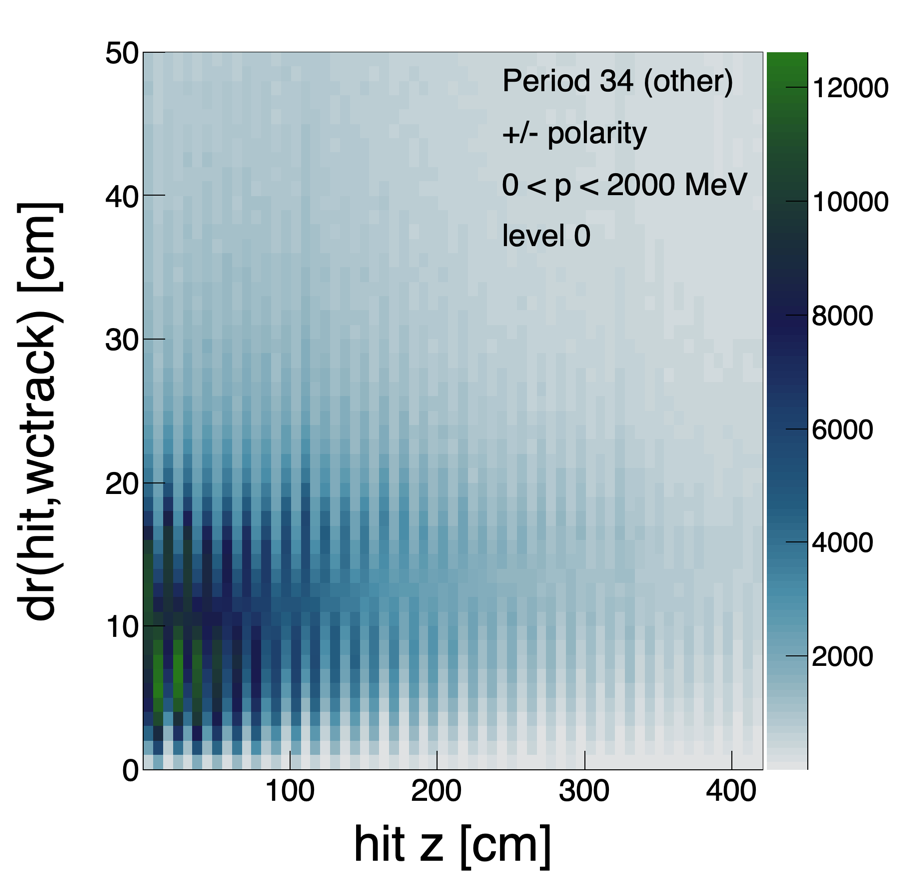 50
40
30
20
10
0
dr(hit,wctrack) [cm]
Period 34 (other)
+/- polarity
0 < p < 2000 MeV
level 0
12000
10000
8000
6000
4000
2000
100 200 300 400
hit z [cm]